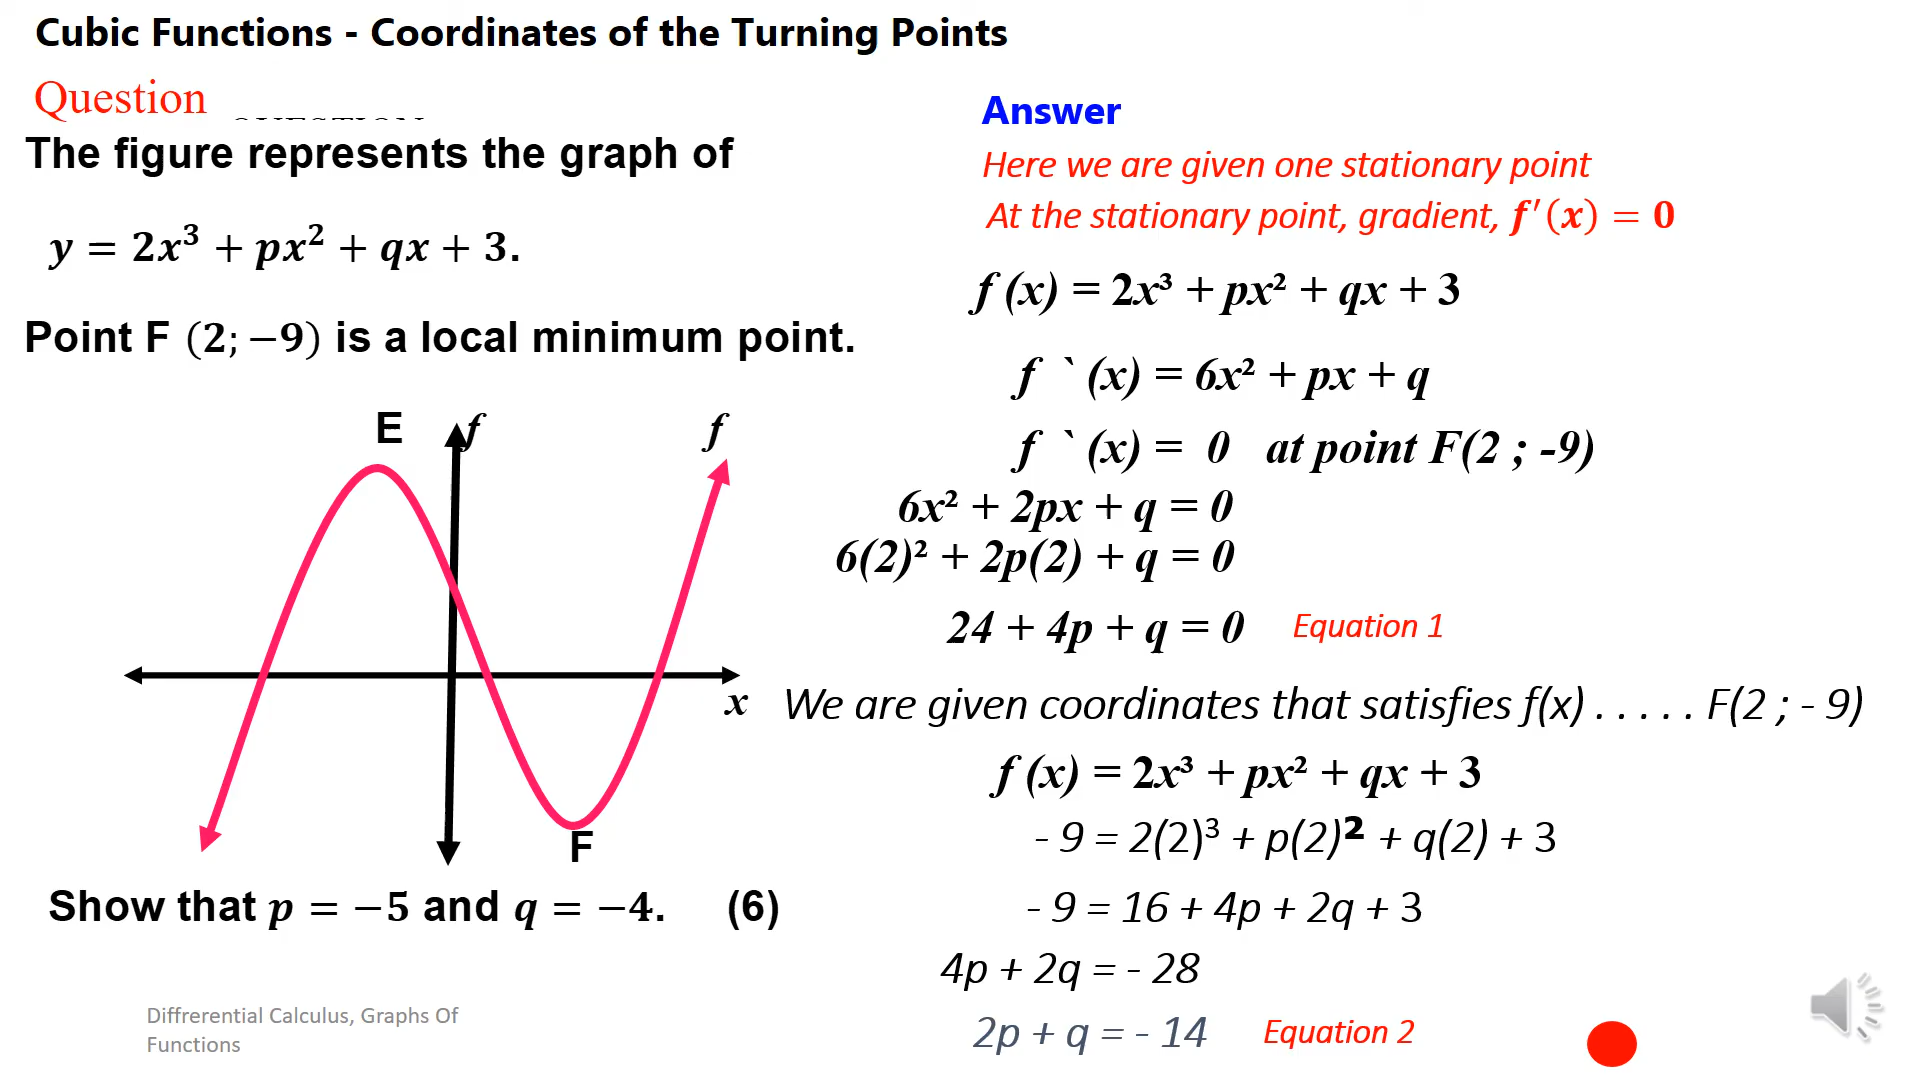 Cubic Functions - Coordinates of the Turning Points
Question
The figure represents the graph of
y = 2x³ + px² + qx + 3.
Point F (2; −9) is a local minimum point.
E
f
f
x
F
Show that p = −5 and q = −4. (6)
Diffrerential Calculus, Graphs Of
Functions
Answer
Here we are given one stationary point
At the stationary point, gradient, f′(x) = 0
f (x) = 2x³ + px² + qx + 3
f ` (x) = 6x² + px + q
f ` (x) = 0 at point F(2 ; -9)
6x² + 2px + q = 0
6(2)² + 2p(2) + q = 0
24 + 4p + q = 0 Equation 1
We are given coordinates that satisfies f(x) . . . . . F(2 ; - 9)
f (x) = 2x³ + px² + qx + 3
- 9 = 2(2)³ + p(2)² + q(2) + 3
- 9 = 16 + 4p + 2q + 3
4p + 2q = - 28
2p + q = - 14 Equation 2